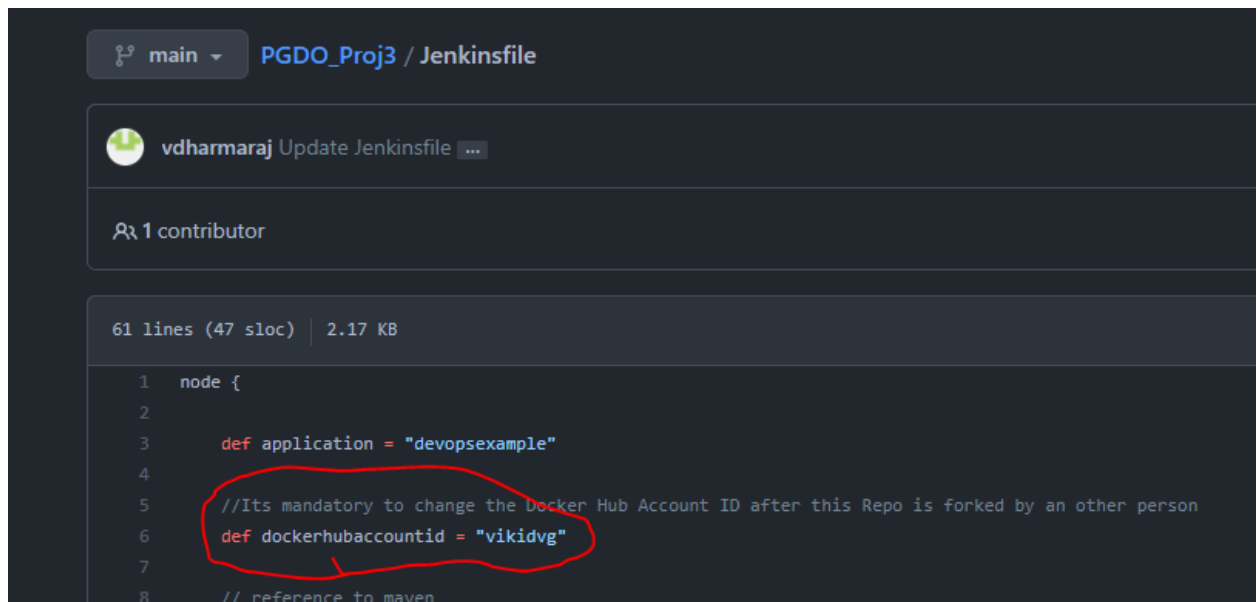 main PGDO_Proj3 / Jenkinsfile
vdharmaraj Update Jenkinsfile ...
1 contributor
61 lines (47 sloc) 2.17 KB
1 node {
2
3 def application = "devopsexample"
4
5 //Its mandatory to change the Docker Hub Account ID after this Repo is forked by an other person
6 def dockerhubaccountid = "vikidvg"
7
8 // reference to maven